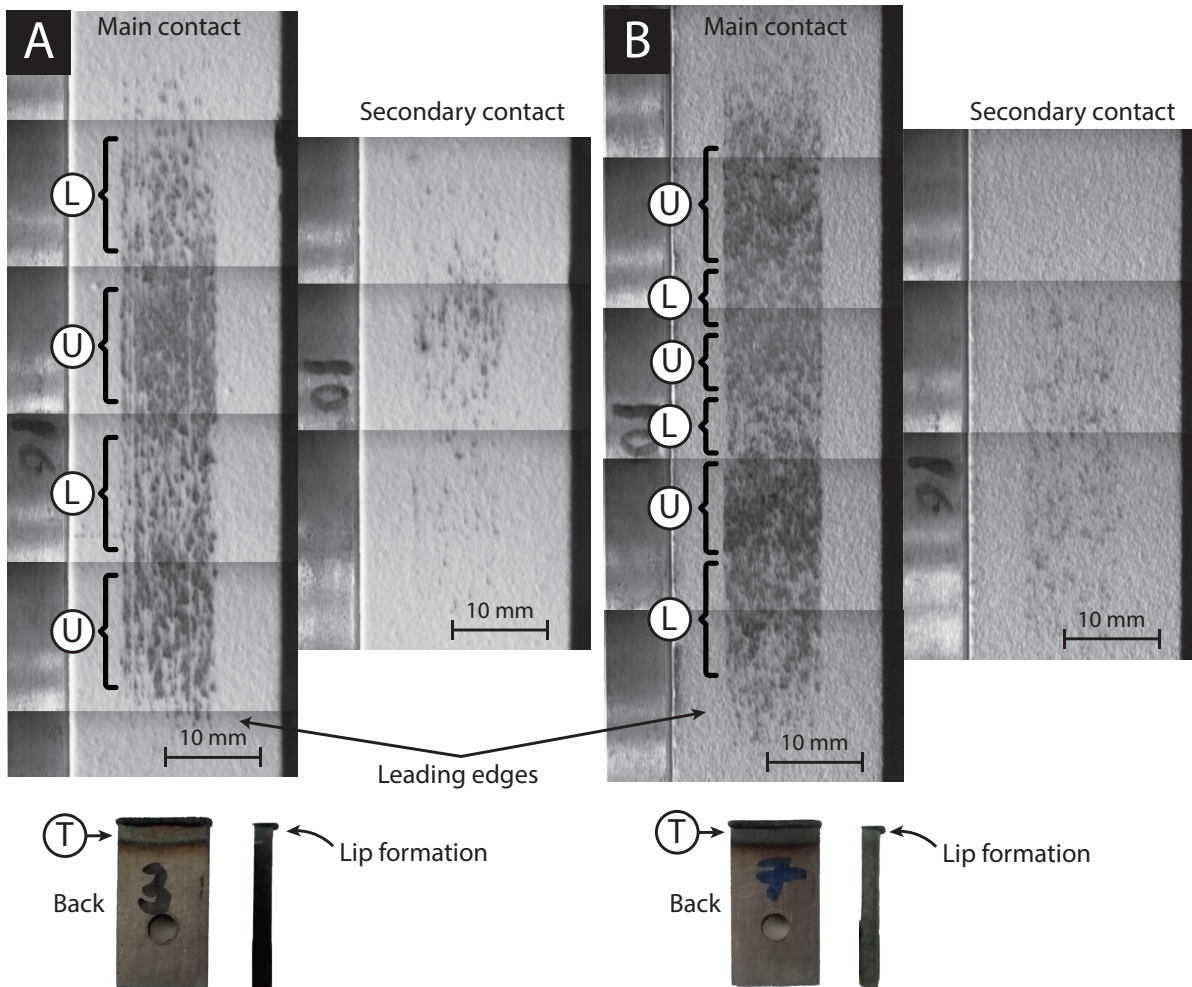 A
Main contact
Secondary contact
L
U
L
U
10 mm
10 mm
B
Main contact
Secondary contact
U
L
U
L
U
L
10 mm
10 mm
Leading edges
T
Back
3
Lip formation
T
Back
4
Lip formation